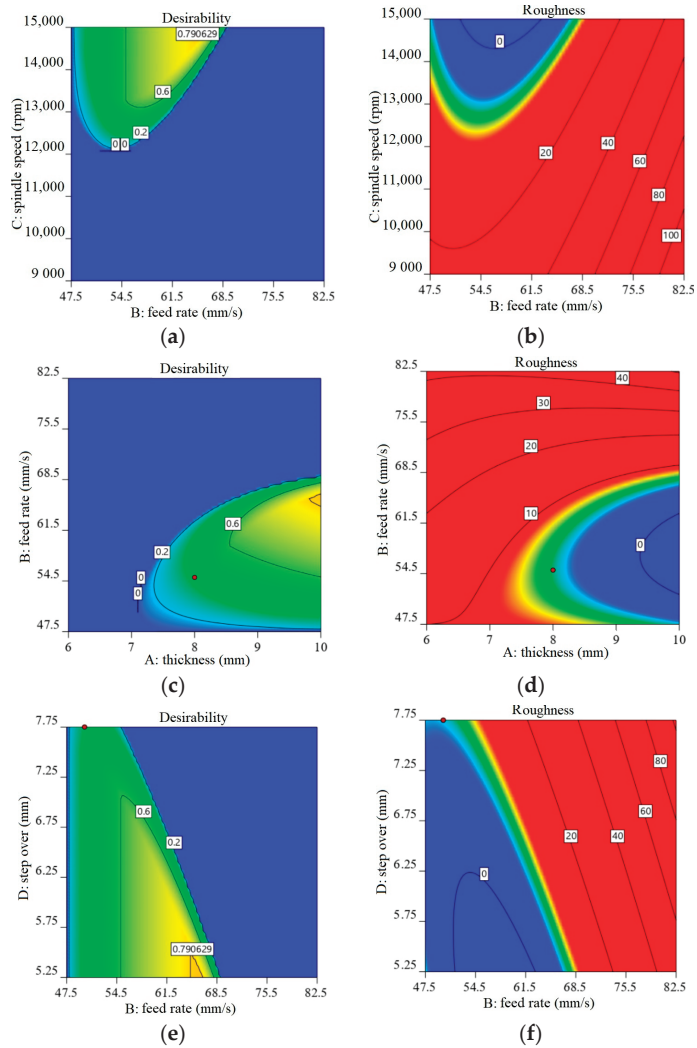 Desirability
15,000
14,000
13,000
12,000
11,000
10,000
9 000
C: spindle speed (rpm)
0.790629
0.6
0.2
0
0
47.5 54.5 61.5 68.5 75.5 82.5
B: feed rate (mm/s)
(a)
Roughness
15,000
14,000
13,000
12,000
11,000
10,000
9 000
C: spindle speed (rpm)
0
20
40
60
80
100
47.5 54.5 61.5 68.5 75.5 82.5
B: feed rate (mm/s)
(b)
Desirability
82.5
75.5
68.5
61.5
54.5
47.5
B: feed rate (mm/s)
0.6
0.2
0
0
6 7 8 9 10
A: thickness (mm)
(c)
Roughness
82.5
75.5
68.5
61.5
54.5
47.5
B: feed rate (mm/s)
40
30
20
10
0
6 7 8 9 10
A: thickness (mm)
(d)
Desirability
7.75
7.25
6.75
6.25
5.75
5.25
D: step over (mm)
0.6
0.2
0.790629
47.5 54.5 61.5 68.5 75.5 82.5
B: feed rate (mm/s)
(e)
Roughness
7.75
7.25
6.75
6.25
5.75
5.25
D: step over (mm)
80
60
20
40
0
47.5 54.5 61.5 68.5 75.5 82.5
B: feed rate (mm/s)
(f)